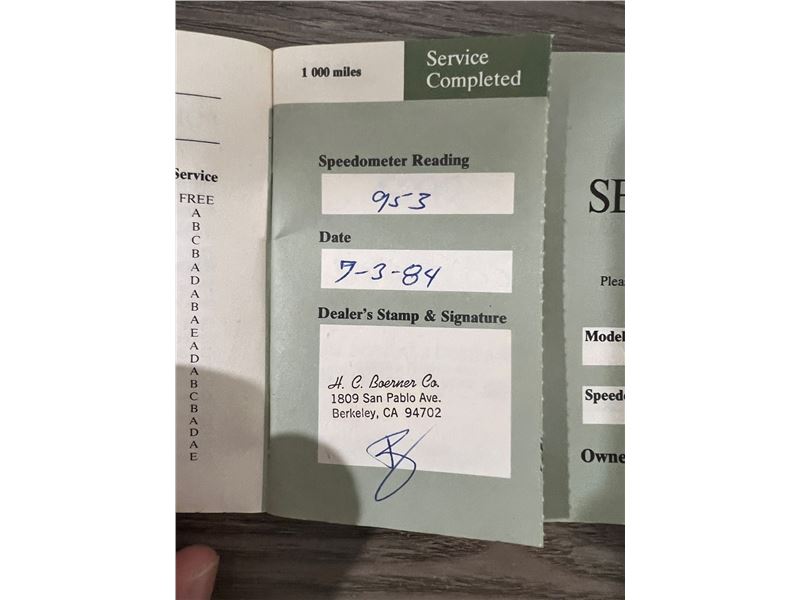 Service
FREE
A
B
C
B
A
D
A
B
A
E
A
D
A
B
C
B
A
D
A
E
1 000 miles
Service
Completed
Speedometer Reading
953
Date
7-3-84
Dealer's Stamp & Signature
H. C. Boerner Co.
1809 San Pablo Ave.
Berkeley, CA 94702
SE
Plea
Model
Speed
Owne